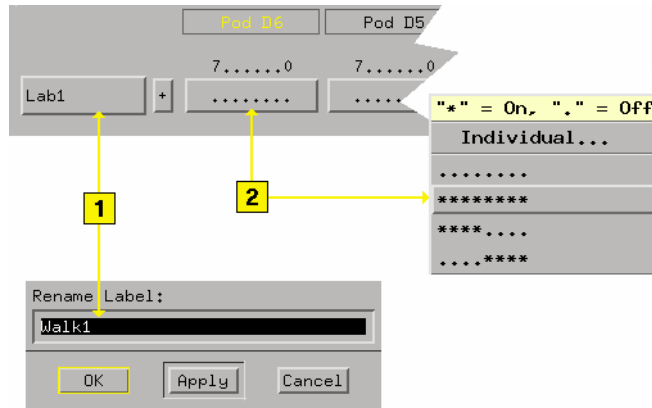 Pod D6 Pod D5
7......0 7......0
Lab1 + ........ .....
"*" = On, "." = Off
Individual...
........
********
****....
....****
1
2
Rename Label:
Walk1
OK Apply Cancel